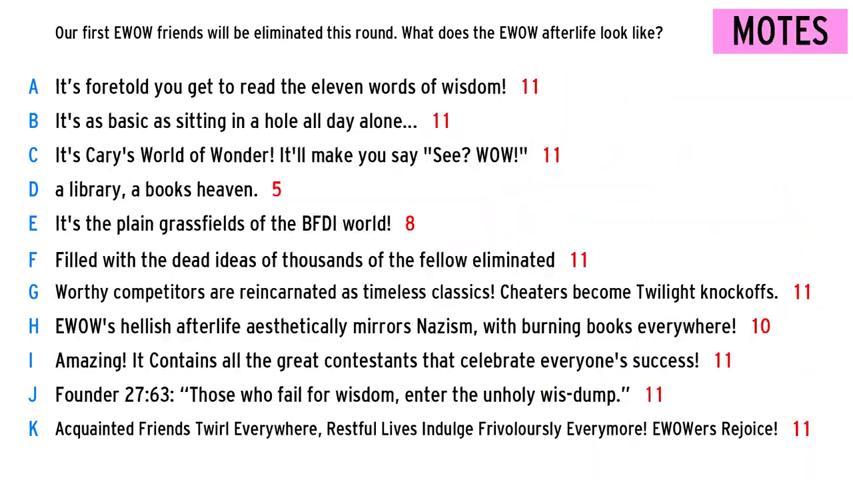 Our first EWOW friends will be eliminated this round. What does the EWOW afterlife look like?
MOTES
A It's foretold you get to read the eleven words of wisdom! 11
B It's as basic as sitting in a hole all day alone... 11
C It's Cary's World of Wonder! It'll make you say "See? WOW!" 11
D a library, a books heaven. 5
E It's the plain grassfields of the BFDI world! 8
F Filled with the dead ideas of thousands of the fellow eliminated 11
G Worthy competitors are reincarnated as timeless classics! Cheaters become Twilight knockoffs. 11
H EWOW's hellish afterlife aesthetically mirrors Nazism, with burning books everywhere! 10
I Amazing! It Contains all the great contestants that celebrate everyone's success! 11
J Founder 27:63: “Those who fail for wisdom, enter the unholy wis-dump.” 11
K Acquainted Friends Twirl Everywhere, Restful Lives Indulge Frivoloursly Everymore! EWOWers Rejoice! 11